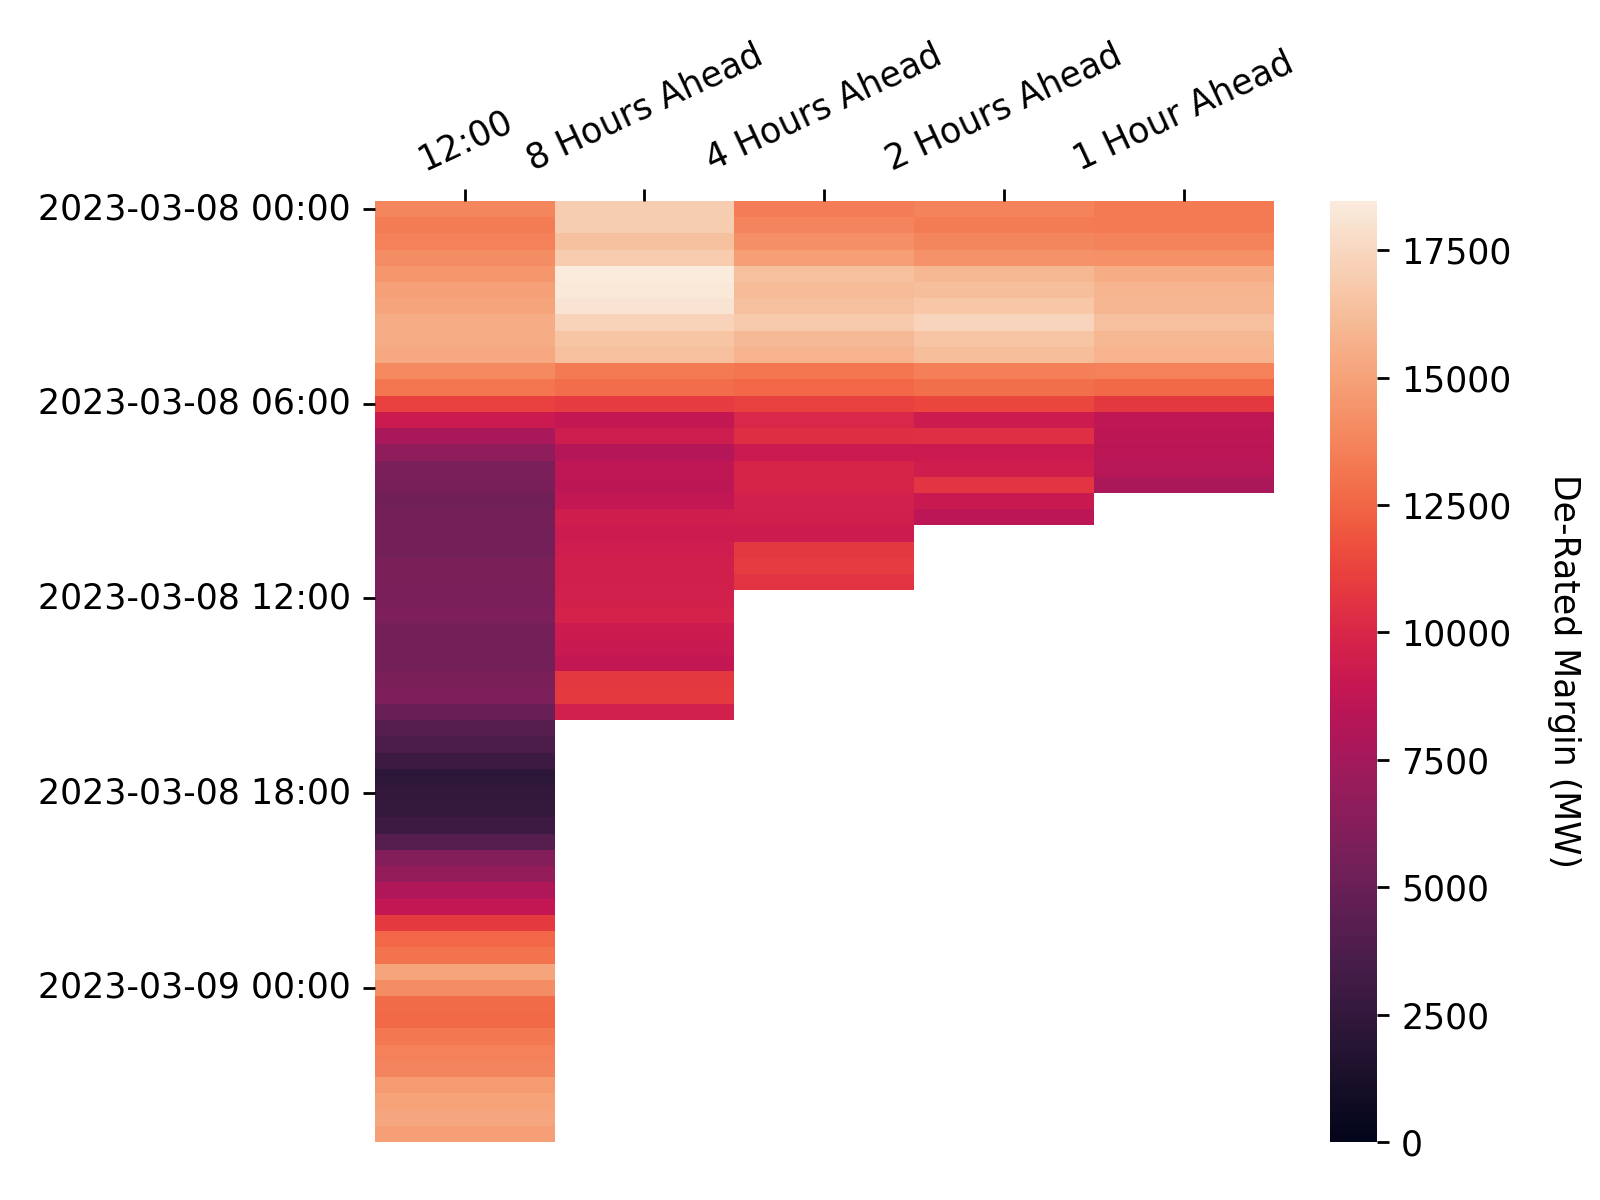 12:00
8 Hours Ahead
4 Hours Ahead
2 Hours Ahead
1 Hour Ahead
2023-03-08 00:00
2023-03-08 06:00
2023-03-08 12:00
2023-03-08 18:00
2023-03-09 00:00
17500
15000
12500
10000
7500
5000
2500
0
De-Rated Margin (MW)